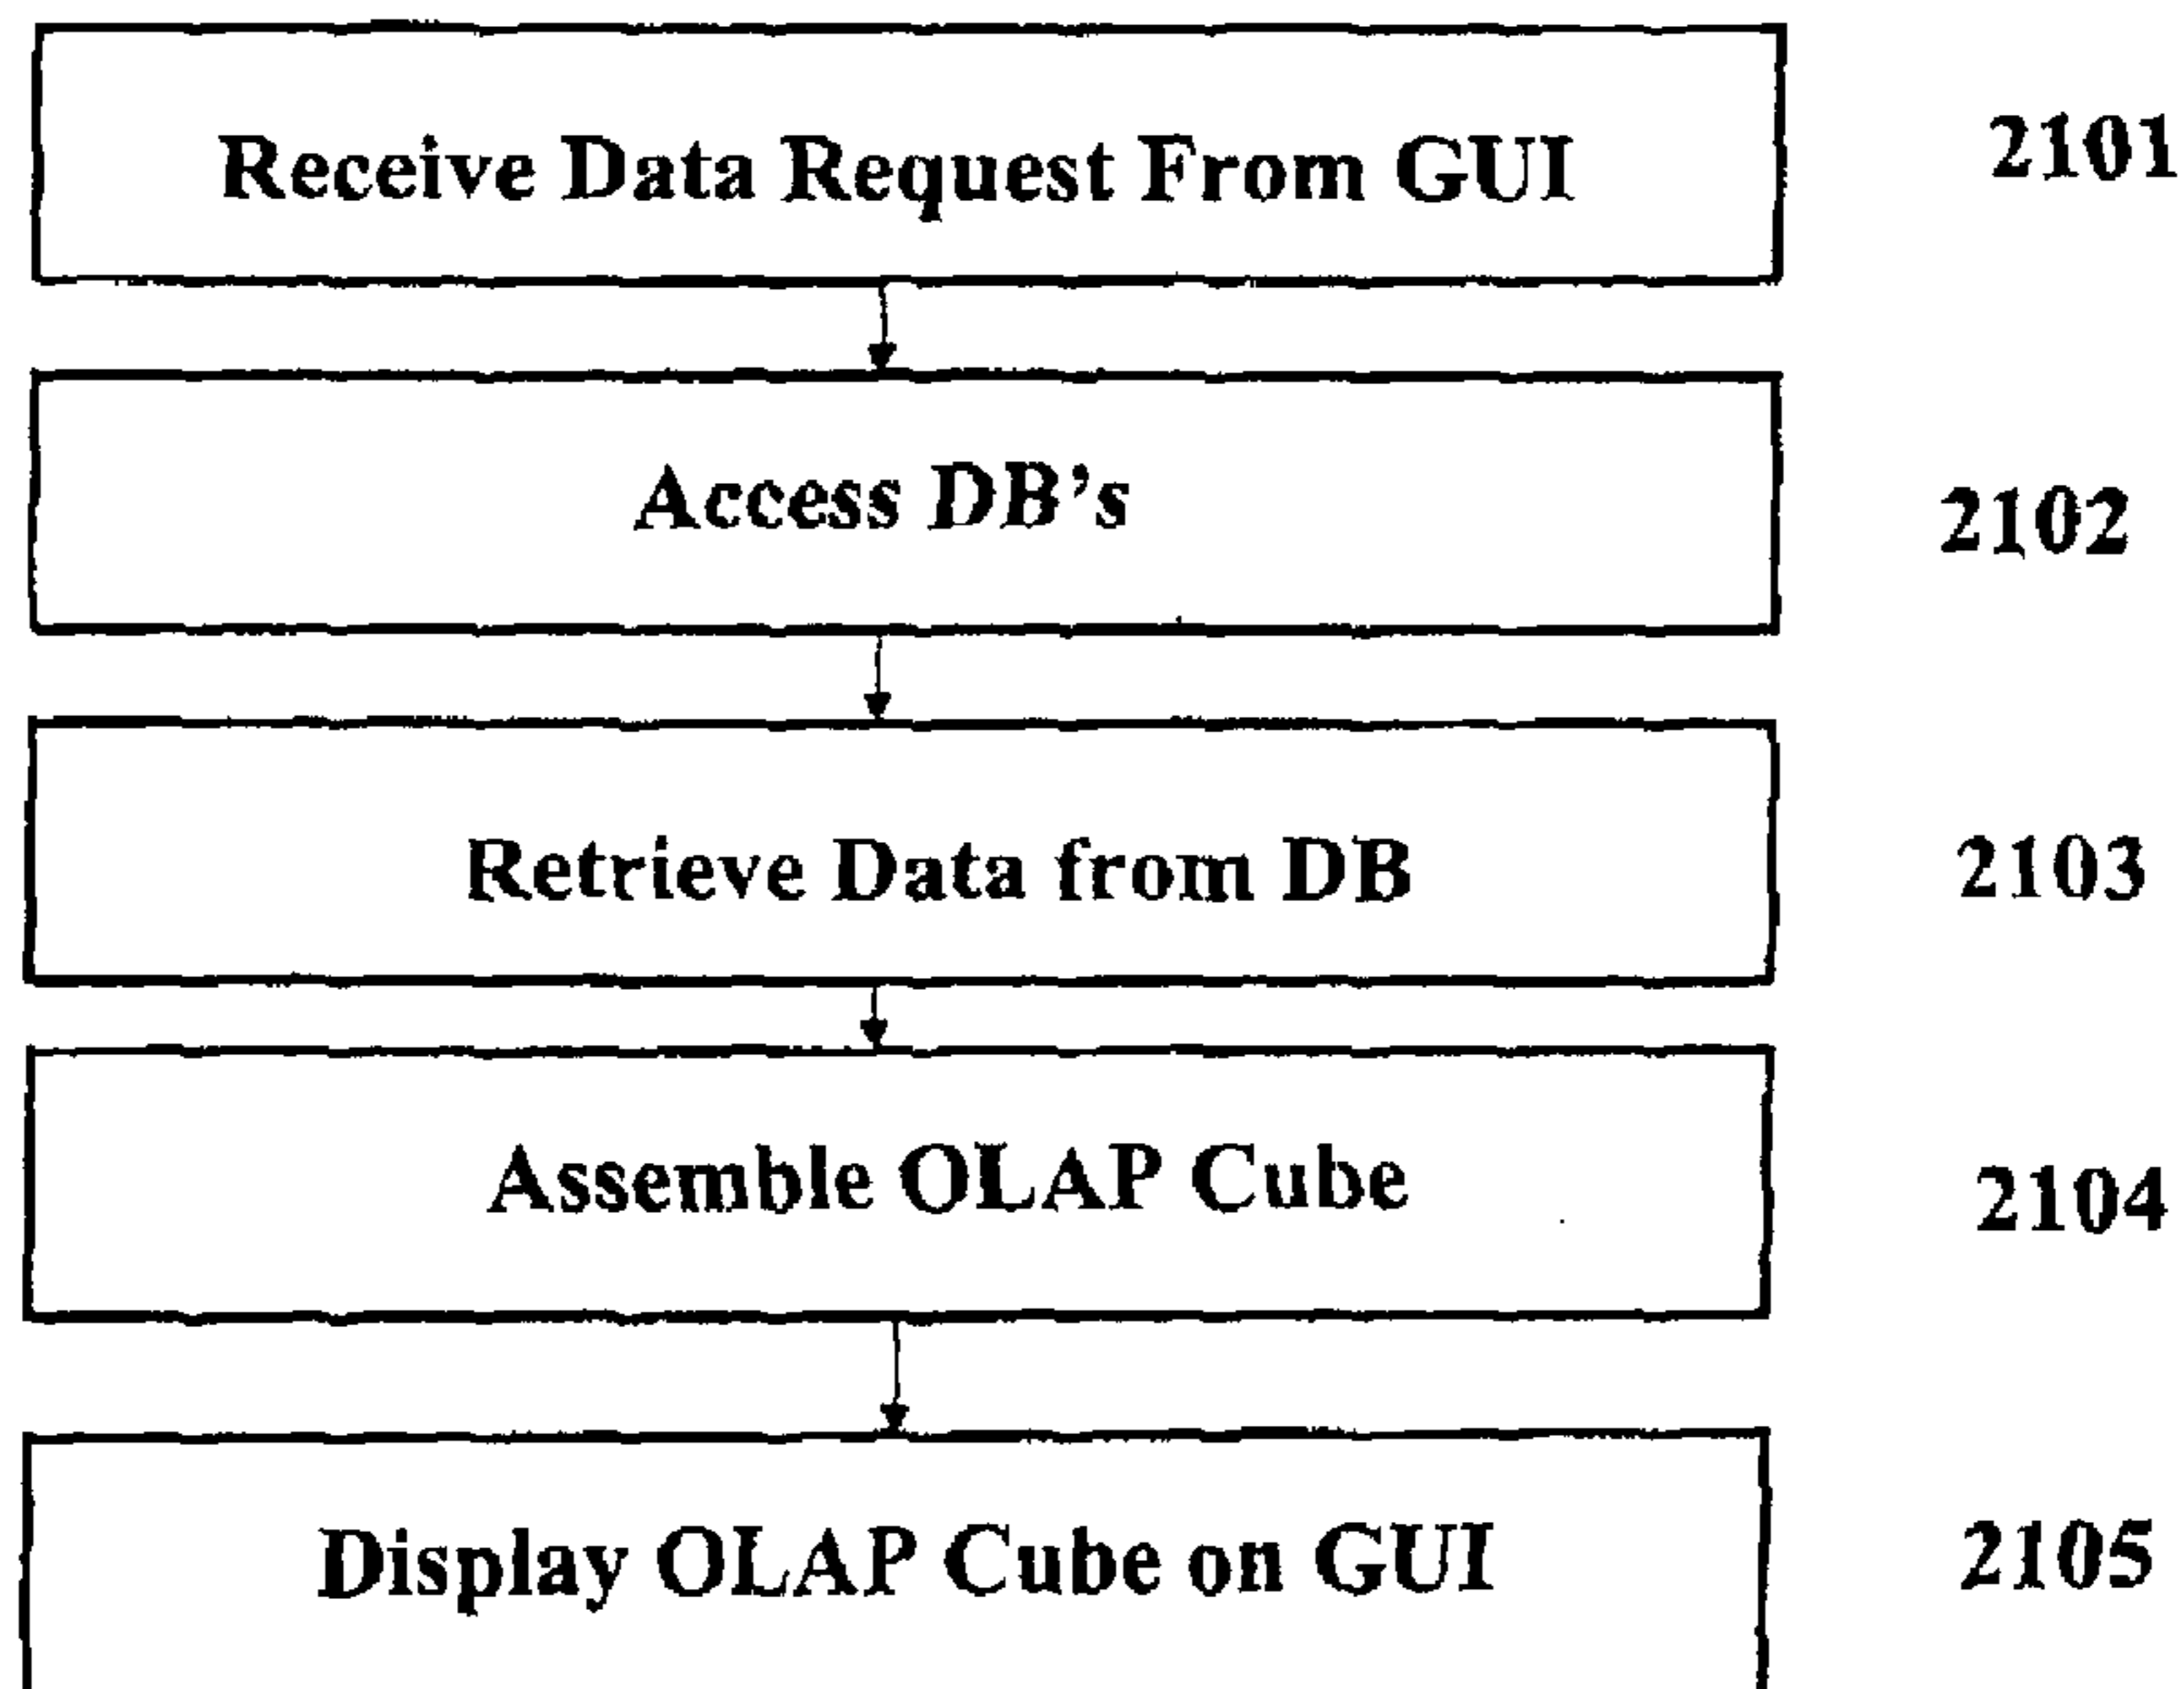 Receive Data Request From GUI 2101
Access DB's 2102
Retrieve Data from DB 2103
Assemble OLAP Cube 2104
Display OLAP Cube on GUI 2105